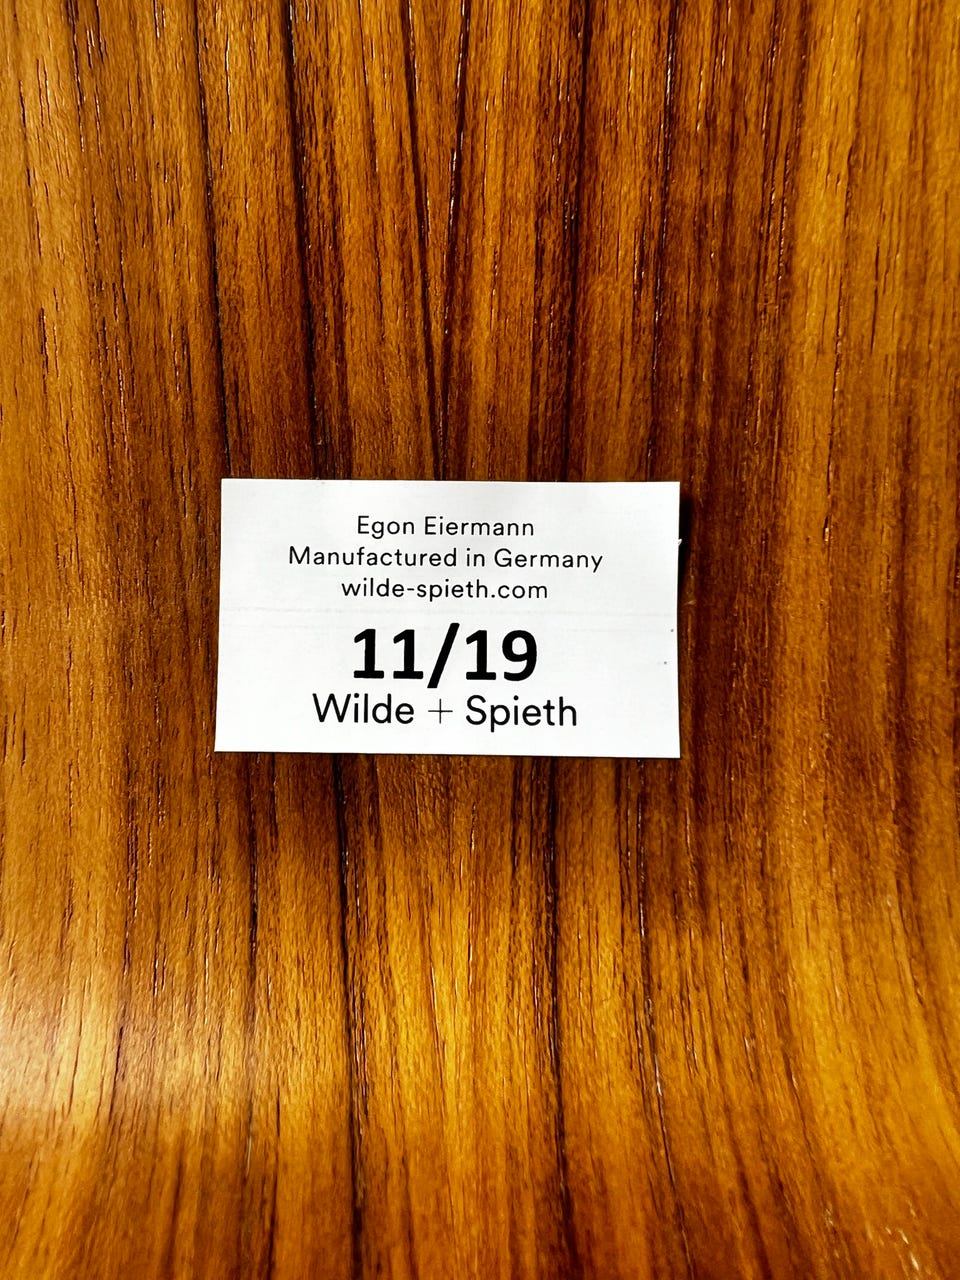 Egon Eiermann
Manufactured in Germany
wilde-spieth.com
11/19
Wilde + Spieth